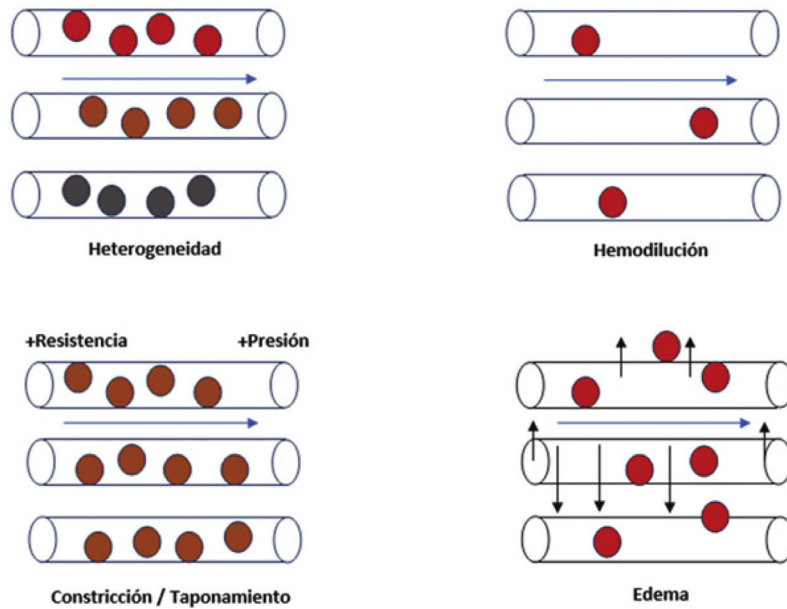 Heterogeneidad
Hemodilución
+Resistencia
+Presión
Constricción / Taponamiento
Edema